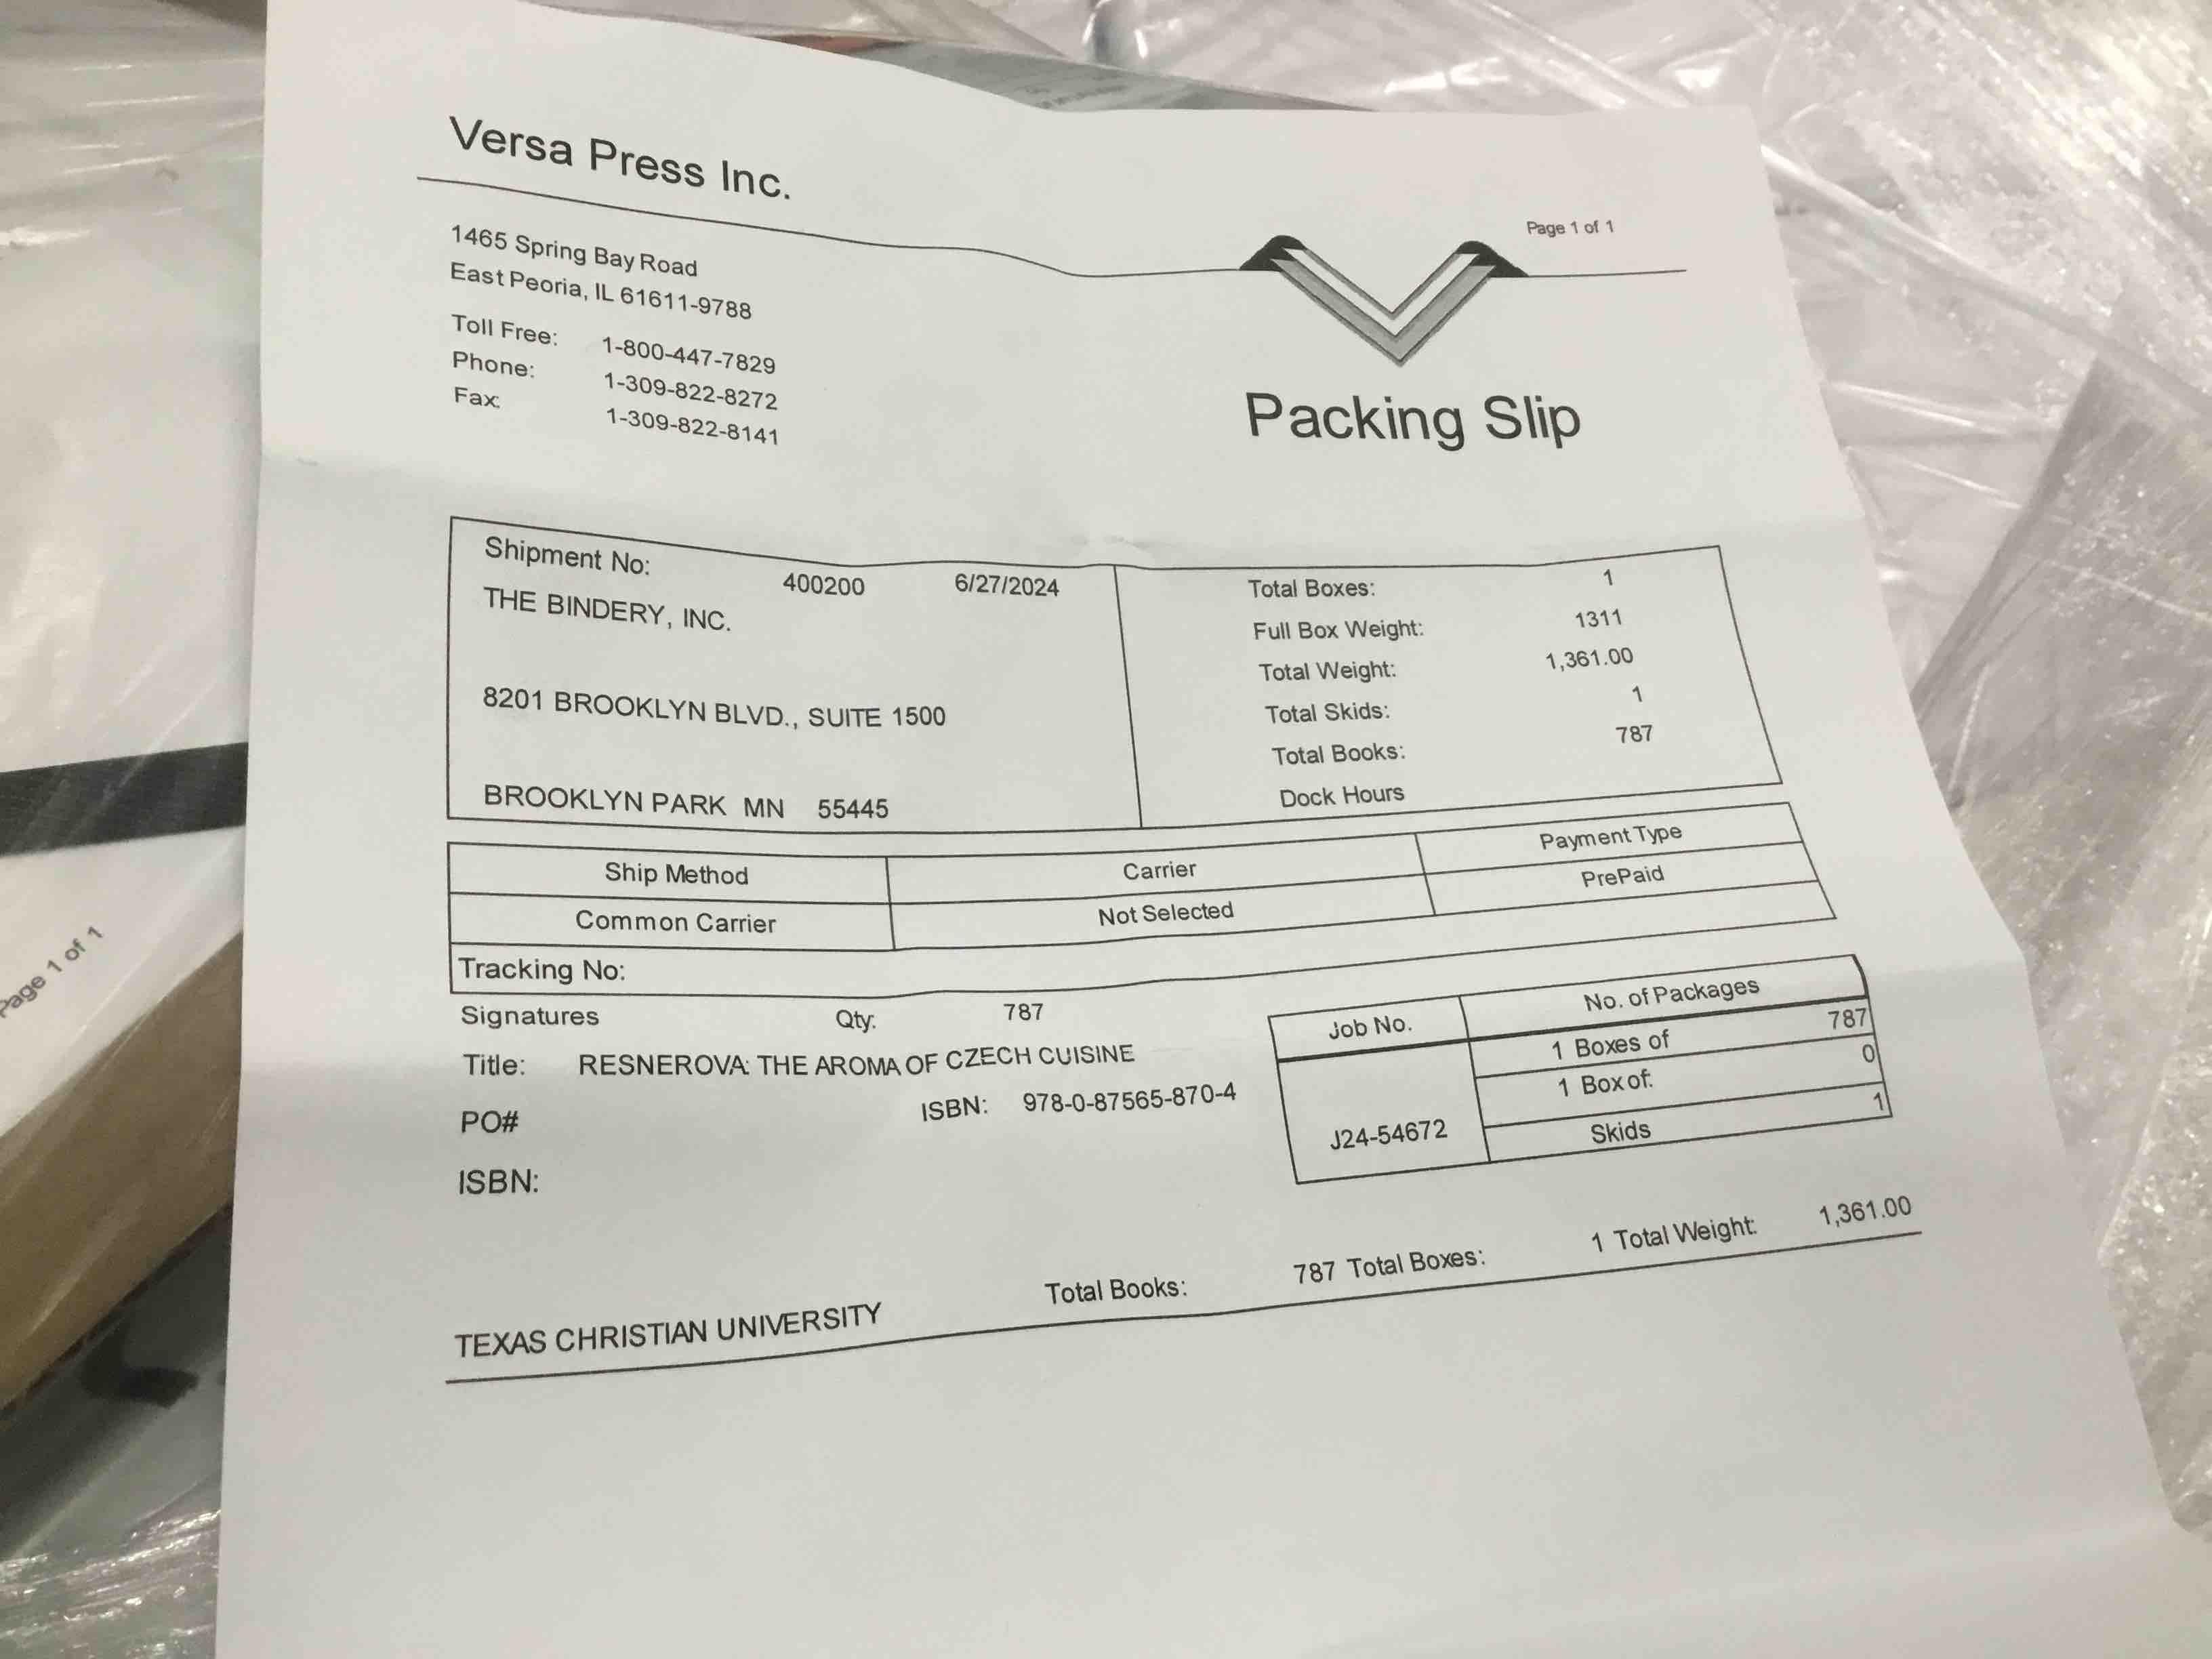 Versa Press Inc.
Page 1 of 1
1465 Spring Bay Road
East Peoria, IL 61611-9788
Toll Free: 1-800-447-7829
Phone: 1-309-822-8272
Fax: 1-309-822-8141
Packing Slip
Shipment No: 400200 6/27/2024
THE BINDERY, INC.
8201 BROOKLYN BLVD., SUITE 1500
BROOKLYN PARK MN 55445
Total Boxes: 1
Full Box Weight: 1311
Total Weight: 1,361.00
Total Skids: 1
Total Books: 787
Dock Hours
Ship Method Carrier Payment Type
Common Carrier Not Selected PrePaid
Tracking No:
Signatures Qty: 787
Title: RESNEROVA: THE AROMA OF CZECH CUISINE
PO# ISBN: 978-0-87565-870-4
ISBN:
Job No. No. of Packages
1 Boxes of 787
1 Box of: 0
J24-54672 Skids 1
TEXAS CHRISTIAN UNIVERSITY Total Books: 787 Total Boxes: 1 Total Weight: 1,361.00
Page 1 of 1